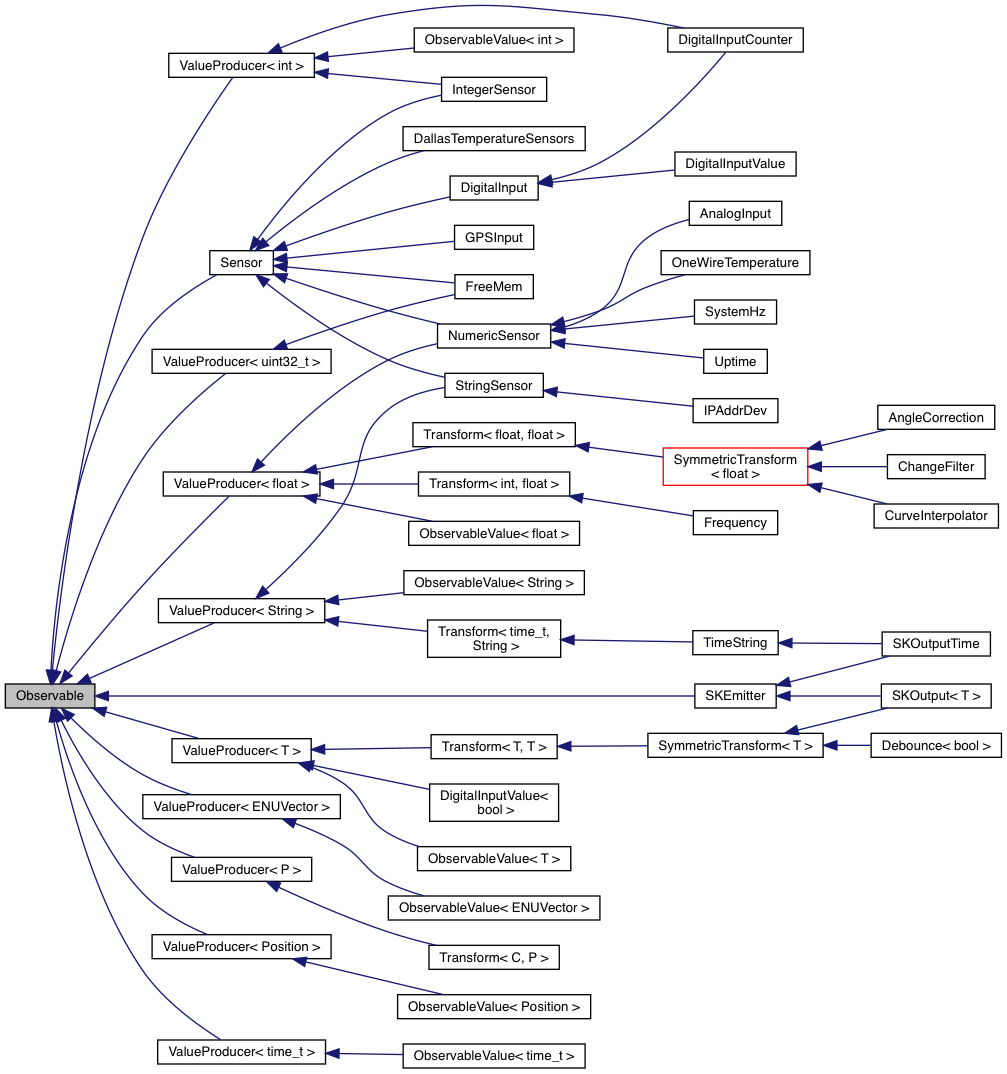 ObservableValue< int >
DigitalInputCounter
ValueProducer< int >
IntegerSensor
DallasTemperatureSensors
DigitalInputValue
DigitalInput
AnalogInput
GPSInput
Sensor
OneWireTemperature
FreeMem
SystemHz
NumericSensor
ValueProducer< uint32_t >
Uptime
StringSensor
IPAddrDev
AngleCorrection
Transform< float, float >
SymmetricTransform
< float >
ChangeFilter
ValueProducer< float >
Transform< int, float >
CurveInterpolator
Frequency
ObservableValue< float >
ObservableValue< String >
ValueProducer< String >
Transform< time_t,
String >
TimeString
SKOutputTime
Observable
SKEmitter
SKOutput< T >
ValueProducer< T >
Transform< T, T >
SymmetricTransform< T >
Debounce< bool >
DigitalInputValue<
bool >
ValueProducer< ENUVector >
ObservableValue< T >
ValueProducer< P >
ObservableValue< ENUVector >
ValueProducer< Position >
Transform< C, P >
ObservableValue< Position >
ValueProducer< time_t >
ObservableValue< time_t >